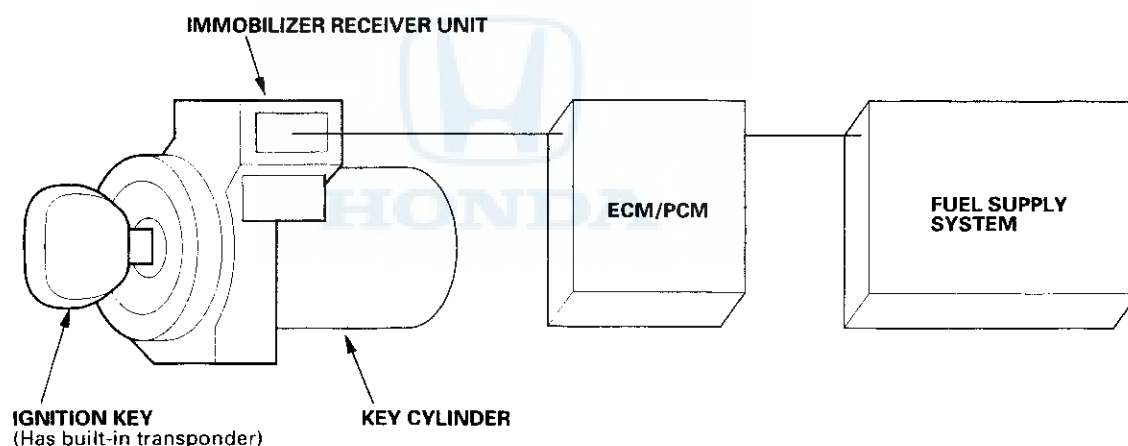 IMMOBILIZER RECEIVER UNIT
HONDA
ECM/PCM
FUEL SUPPLY
SYSTEM
IGNITION KEY
(Has built-in transponder)
KEY CYLINDER